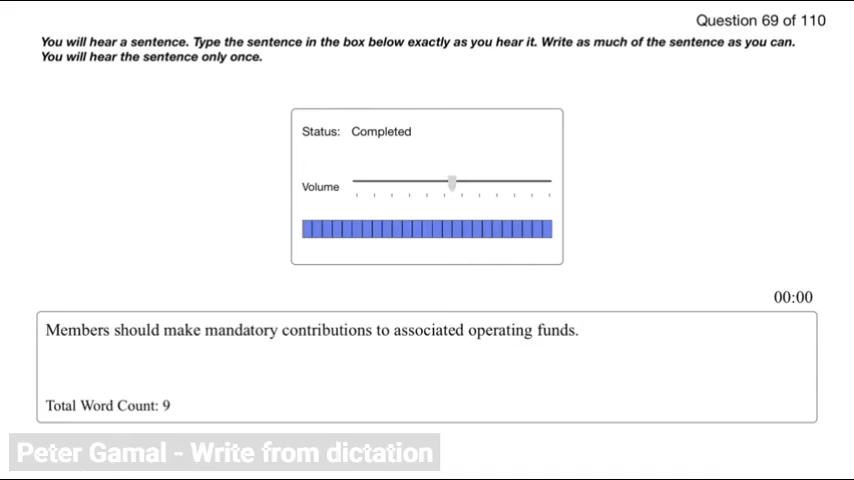 Question 69 of 110
You will hear a sentence. Type the sentence in the box below exactly as you hear it. Write as much of the sentence as you can.
You will hear the sentence only once.
Status: Completed
Volume
00:00
Members should make mandatory contributions to associated operating funds.
Total Word Count: 9
Peter Gamal - Write from dictation